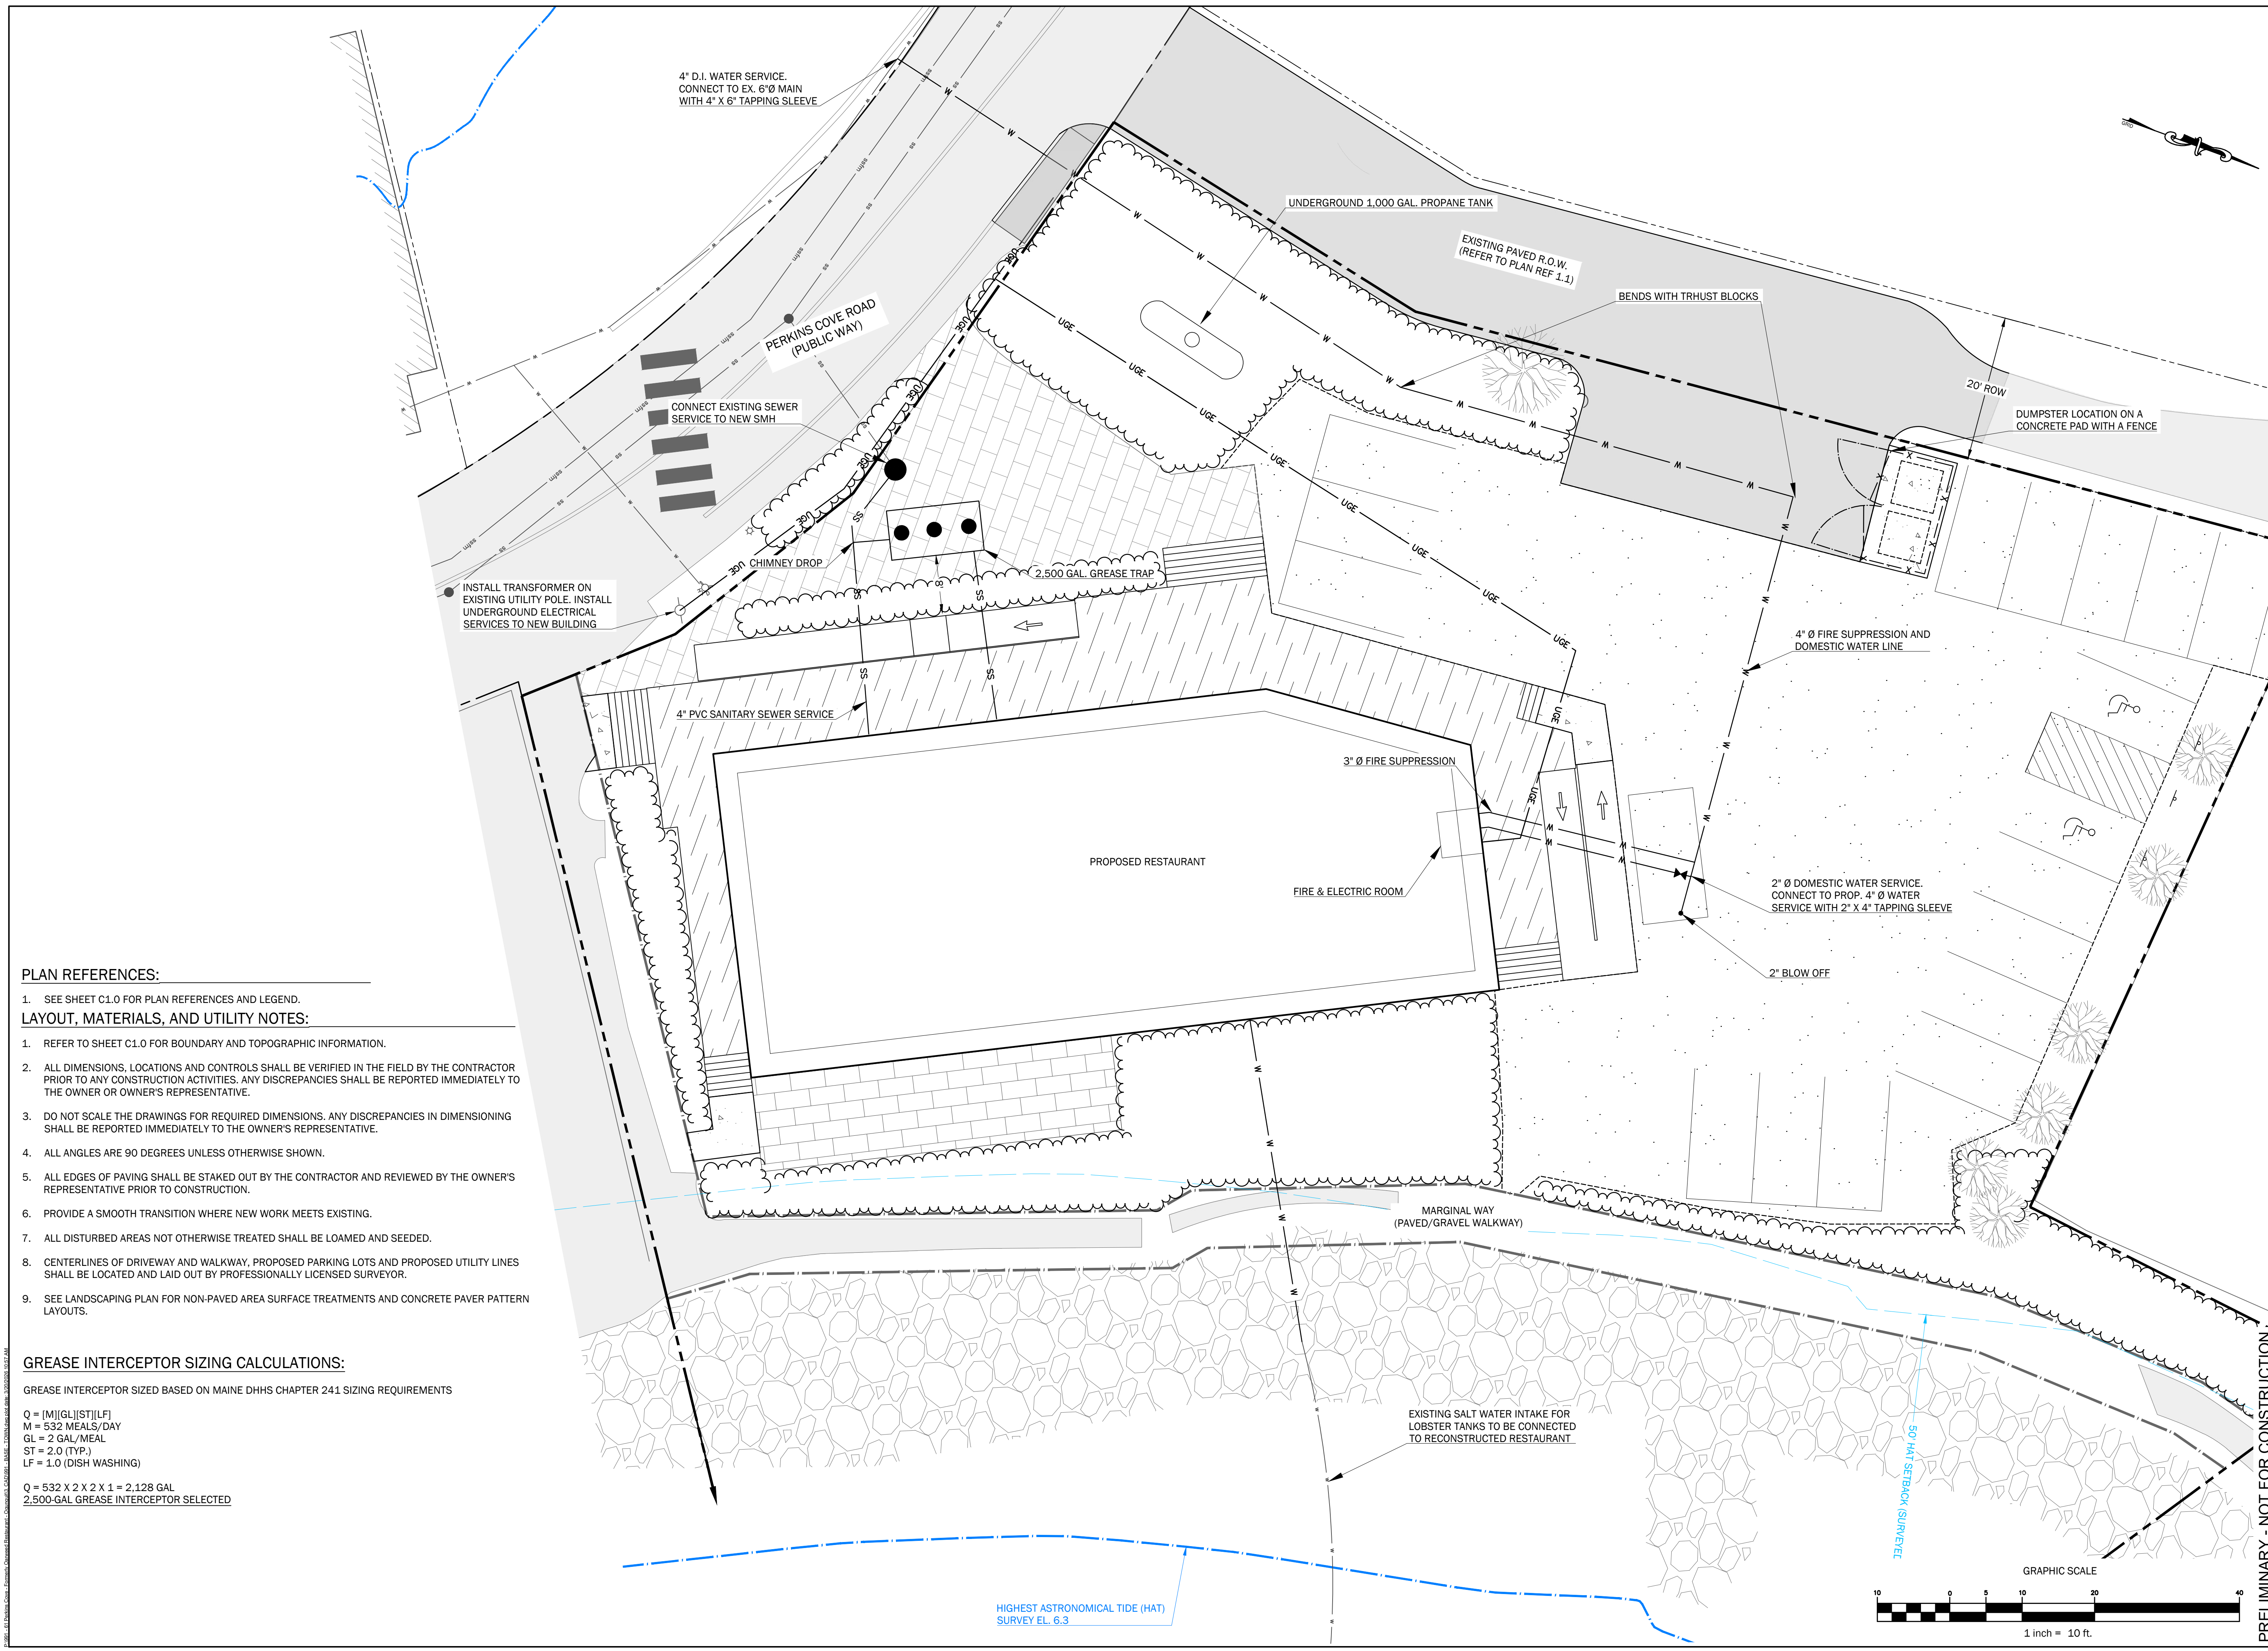 4" D.I. WATER SERVICE.
CONNECT TO EX. 6"Ø MAIN
WITH 4" X 6" TAPPING SLEEVE
GRID
UNDERGROUND 1,000 GAL. PROPANE TANK
EXISTING PAVED R.O.W.
(REFER TO PLAN REF 1.1)
BENDS WITH TRHUST BLOCKS
PERKINS COVE ROAD
(PUBLIC WAY)
20' ROW
CONNECT EXISTING SEWER
SERVICE TO NEW SMH
DUMPSTER LOCATION ON A
CONCRETE PAD WITH A FENCE
CHIMNEY DROP
2,500 GAL. GREASE TRAP
8'
INSTALL TRANSFORMER ON
EXISTING UTILITY POLE. INSTALL
UNDERGROUND ELECTRICAL
SERVICES TO NEW BUILDING
4" Ø FIRE SUPPRESSION AND
DOMESTIC WATER LINE
4" PVC SANITARY SEWER SERVICE
3" Ø FIRE SUPPRESSION
PROPOSED RESTAURANT
FIRE & ELECTRIC ROOM
2" Ø DOMESTIC WATER SERVICE.
CONNECT TO PROP. 4" Ø WATER
SERVICE WITH 2" X 4" TAPPING SLEEVE
2" BLOW OFF
PLAN REFERENCES:
1. SEE SHEET C1.0 FOR PLAN REFERENCES AND LEGEND.
LAYOUT, MATERIALS, AND UTILITY NOTES:
1. REFER TO SHEET C1.0 FOR BOUNDARY AND TOPOGRAPHIC INFORMATION.
2. ALL DIMENSIONS, LOCATIONS AND CONTROLS SHALL BE VERIFIED IN THE FIELD BY THE CONTRACTOR
PRIOR TO ANY CONSTRUCTION ACTIVITIES. ANY DISCREPANCIES SHALL BE REPORTED IMMEDIATELY TO
THE OWNER OR OWNER'S REPRESENTATIVE.
3. DO NOT SCALE THE DRAWINGS FOR REQUIRED DIMENSIONS. ANY DISCREPANCIES IN DIMENSIONING
SHALL BE REPORTED IMMEDIATELY TO THE OWNER'S REPRESENTATIVE.
4. ALL ANGLES ARE 90 DEGREES UNLESS OTHERWISE SHOWN.
5. ALL EDGES OF PAVING SHALL BE STAKED OUT BY THE CONTRACTOR AND REVIEWED BY THE OWNER'S
REPRESENTATIVE PRIOR TO CONSTRUCTION.
6. PROVIDE A SMOOTH TRANSITION WHERE NEW WORK MEETS EXISTING.
7. ALL DISTURBED AREAS NOT OTHERWISE TREATED SHALL BE LOAMED AND SEEDED.
8. CENTERLINES OF DRIVEWAY AND WALKWAY, PROPOSED PARKING LOTS AND PROPOSED UTILITY LINES
SHALL BE LOCATED AND LAID OUT BY PROFESSIONALLY LICENSED SURVEYOR.
9. SEE LANDSCAPING PLAN FOR NON-PAVED AREA SURFACE TREATMENTS AND CONCRETE PAVER PATTERN
LAYOUTS.
MARGINAL WAY
(PAVED/GRAVEL WALKWAY)
GREASE INTERCEPTOR SIZING CALCULATIONS:
GREASE INTERCEPTOR SIZED BASED ON MAINE DHHS CHAPTER 241 SIZING REQUIREMENTS
Q = [M][GL][ST][LF]
M = 532 MEALS/DAY
GL = 2 GAL/MEAL
ST = 2.0 (TYP.)
LF = 1.0 (DISH WASHING)
Q = 532 X 2 X 2 X 1 = 2,128 GAL
2,500-GAL GREASE INTERCEPTOR SELECTED
EXISTING SALT WATER INTAKE FOR
LOBSTER TANKS TO BE CONNECTED
TO RECONSTRUCTED RESTAURANT
50' HAT SETBACK (SURVEYED
HIGHEST ASTRONOMICAL TIDE (HAT)
SURVEY EL. 6.3
GRAPHIC SCALE
10 0 5 10 20 40
1 inch = 10 ft.
PRELIMINARY - NOT FOR CONSTRUCTION